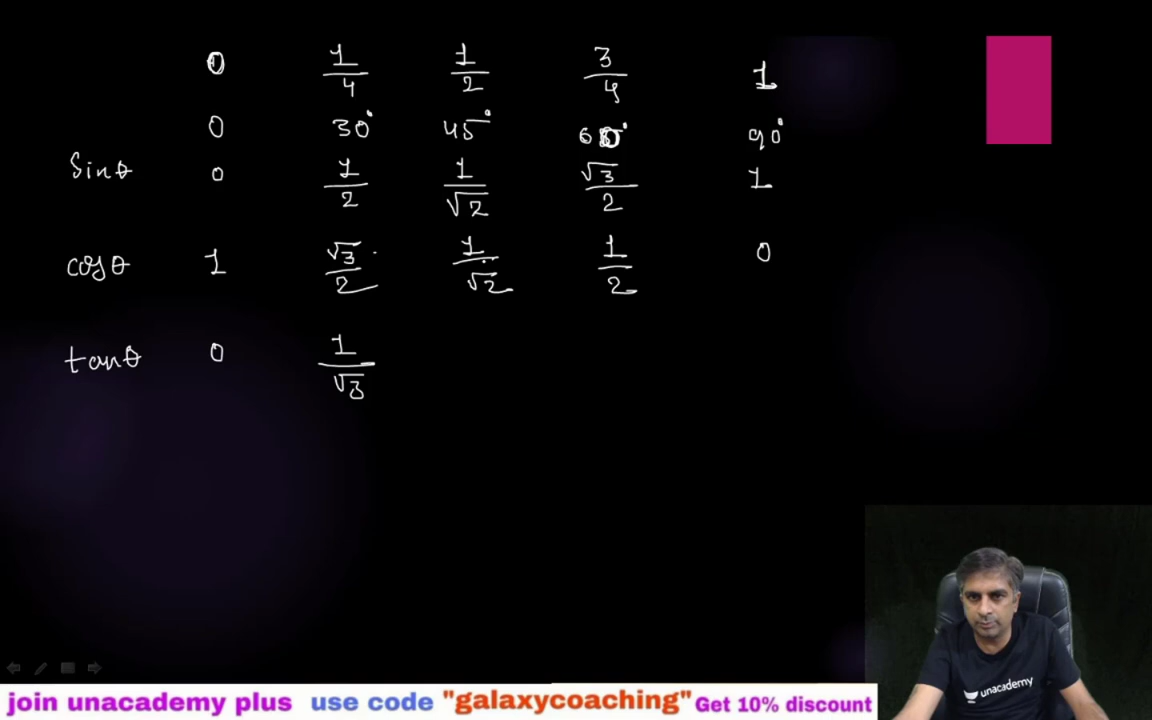 0 1/4 1/2 3/4 1
0 30° 45° 60° 90°
Sinθ 0 1/2 1/√2 √3/2 1
cosθ 1 √3/2 1/√2 1/2 0
tanθ 0 1/√3
unacademy
join unacademy plus use code "galaxycoaching" Get 10% discount